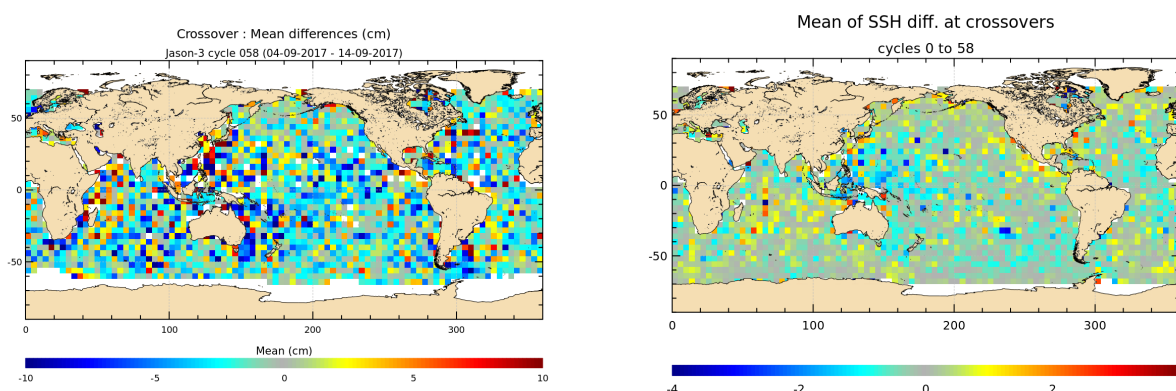 Crossover : Mean differences (cm)
Jason-3 cycle 058 (04-09-2017 - 14-09-2017)
50
0
-50
0 100 200 300
Mean (cm)
-10 -5 0 5 10
Mean of SSH diff. at crossovers
cycles 0 to 58
50
0
-50
0 100 200 300
-4 -2 0 2